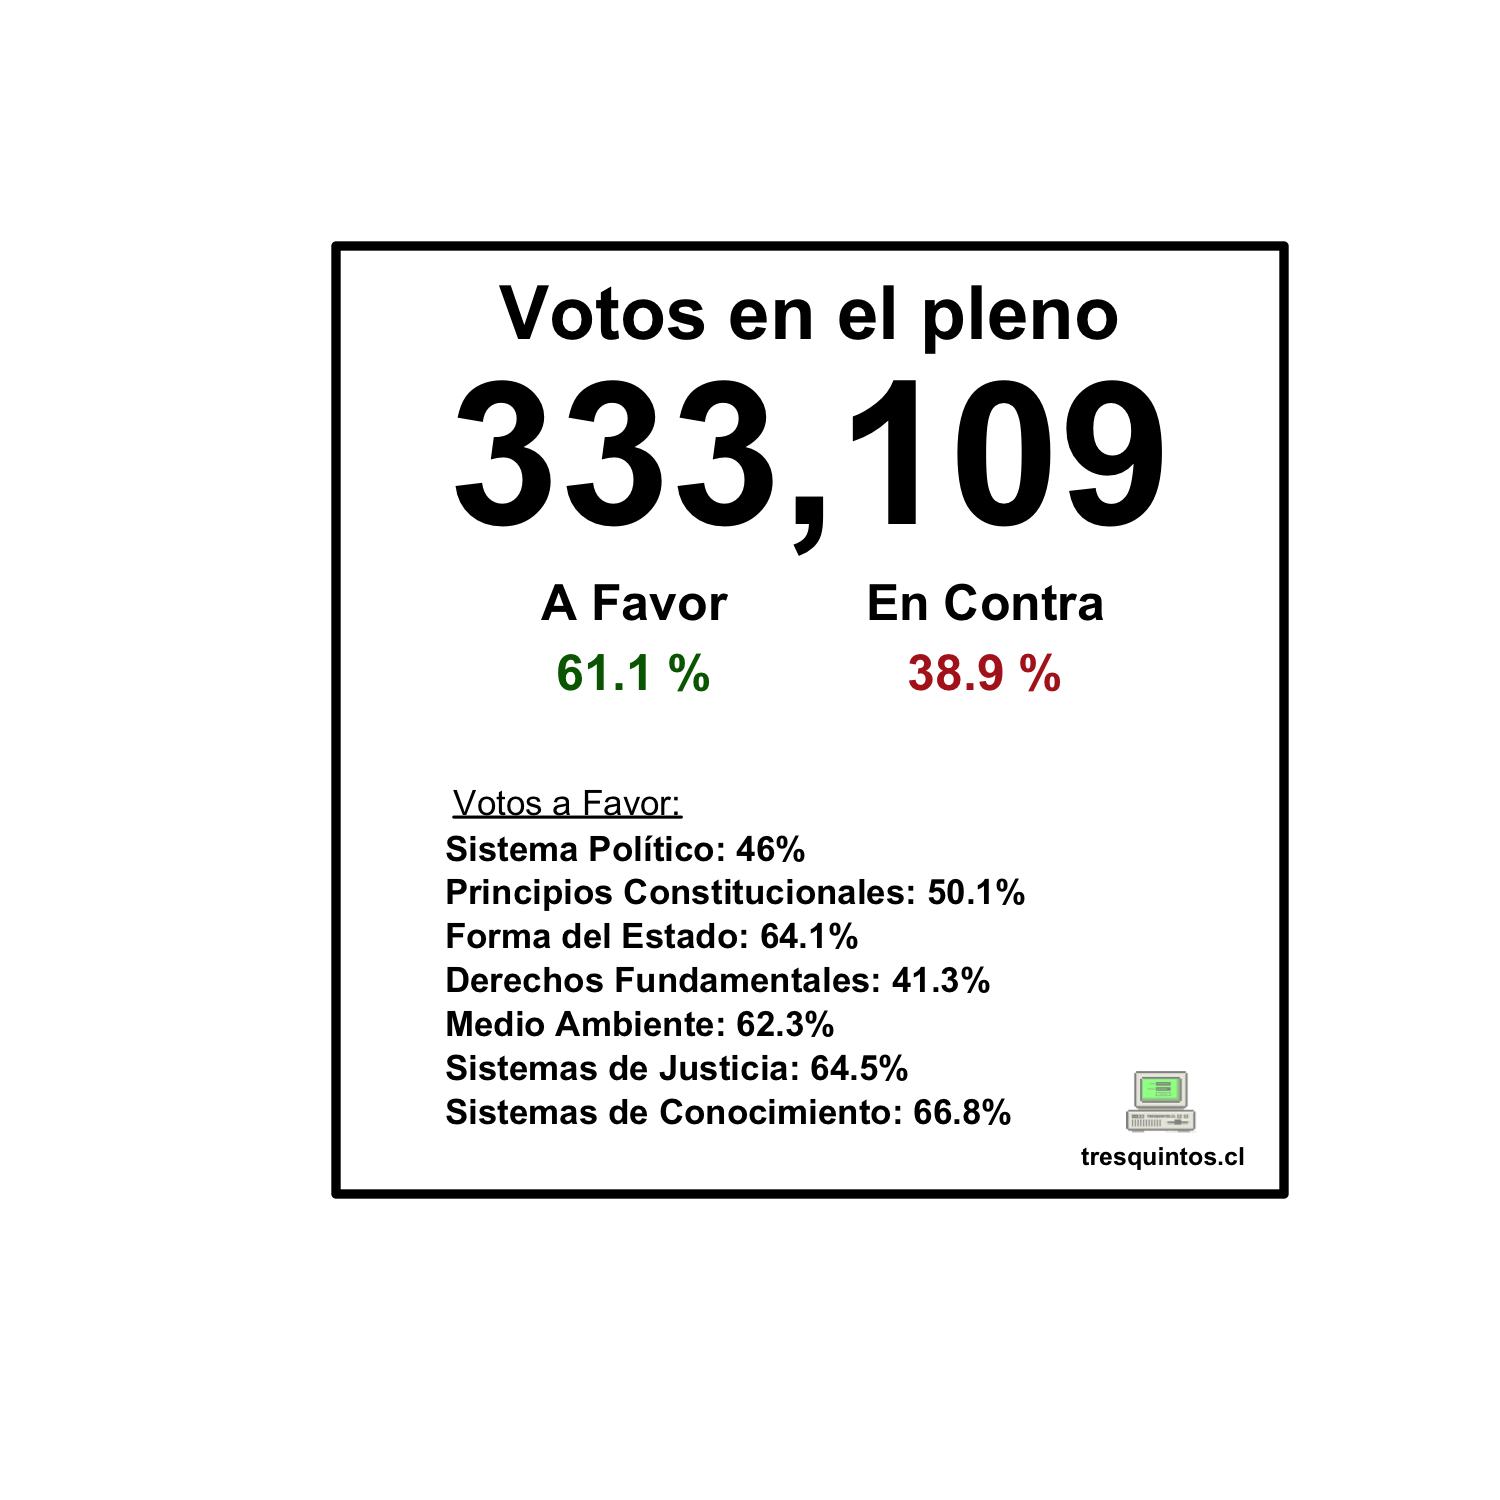 Votos en el pleno
333,109
A Favor En Contra
61.1 % 38.9 %
Votos a Favor:
Sistema Político: 46%
Principios Constitucionales: 50.1%
Forma del Estado: 64.1%
Derechos Fundamentales: 41.3%
Medio Ambiente: 62.3%
Sistemas de Justicia: 64.5%
Sistemas de Conocimiento: 66.8%
tresquintos.cl